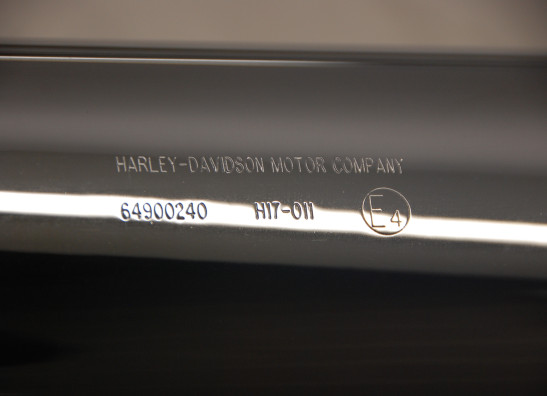 HARLEY-DAVIDSON MOTOR COMPANY
64900240 H17-011 E4